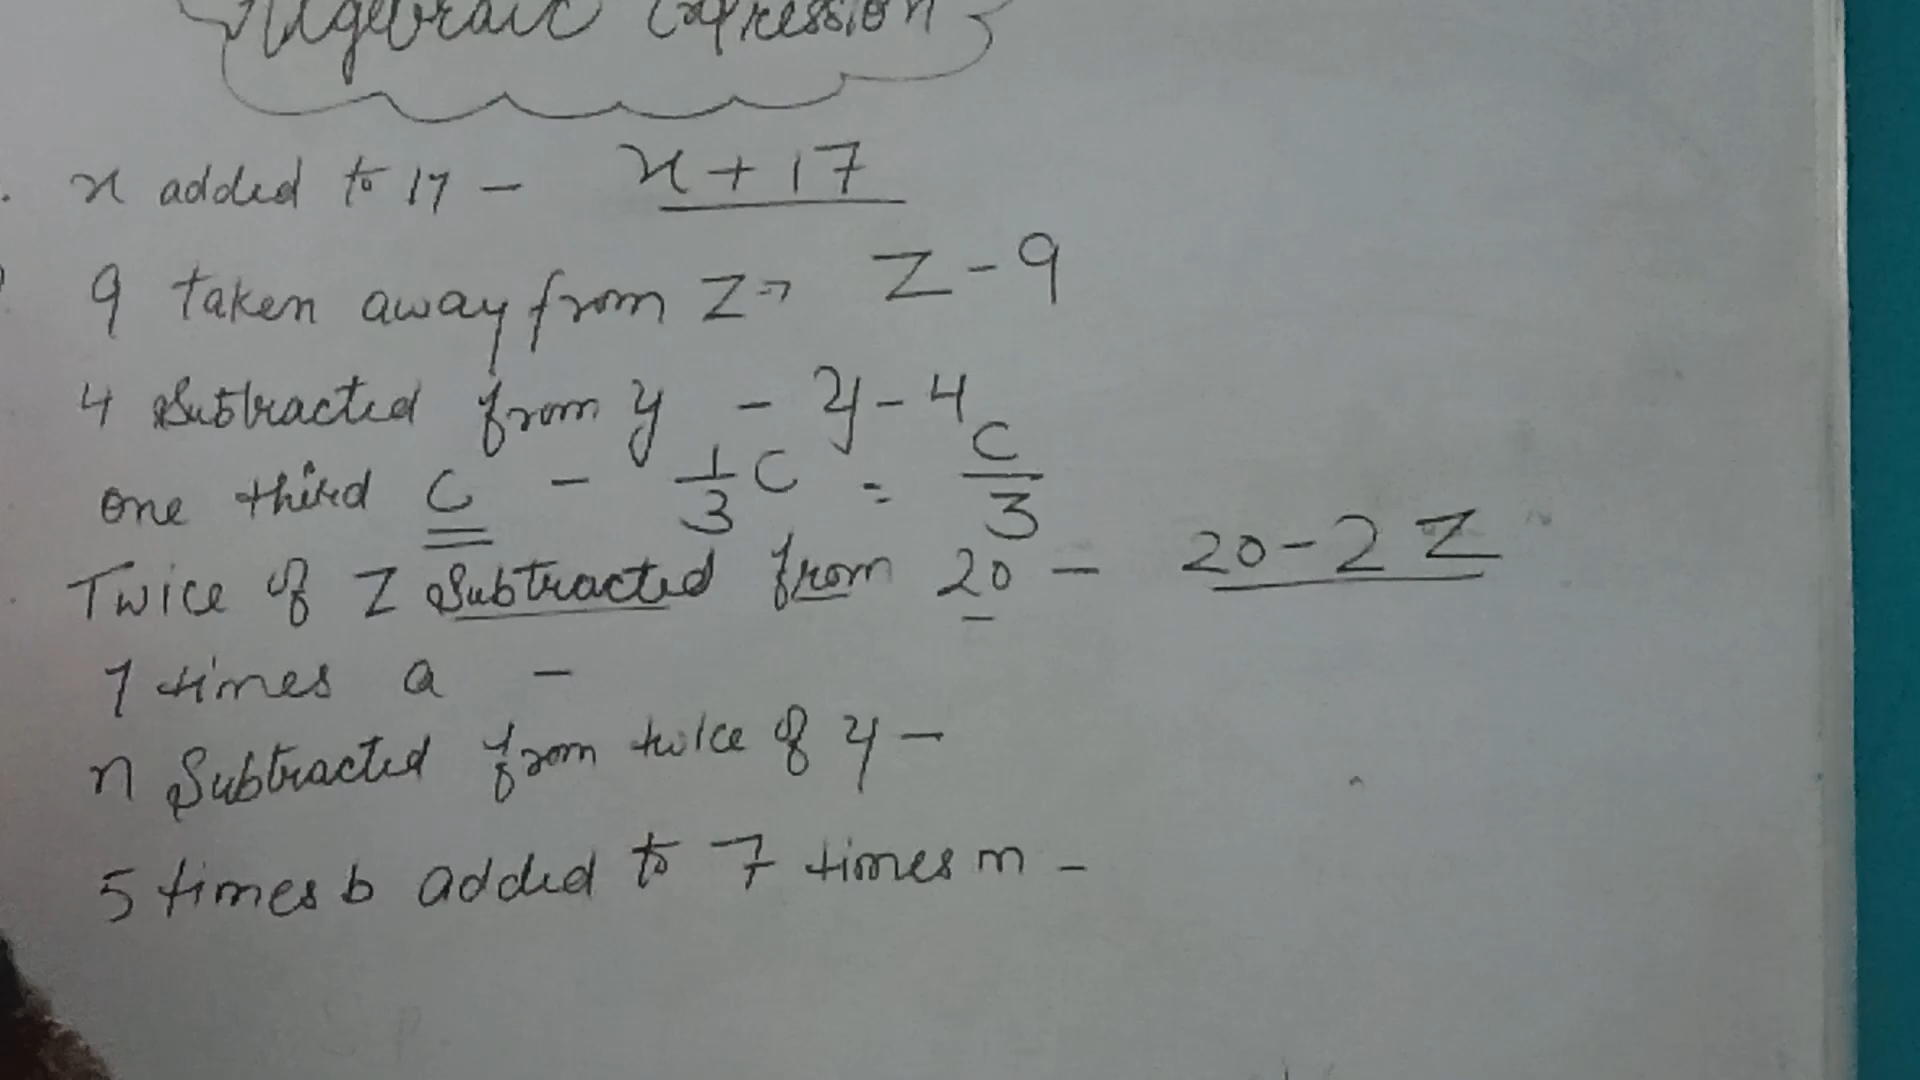 Algebraic Expression
x added to 17 - x + 17
9 taken away from Z → Z - 9
4 Subtracted from y - y - 4
one third C - 1/3 C = C/3
Twice of Z Subtracted from 20 - 20 - 2Z
7 times a -
n Subtracted from twice of y -
5 times b added to 7 times m -